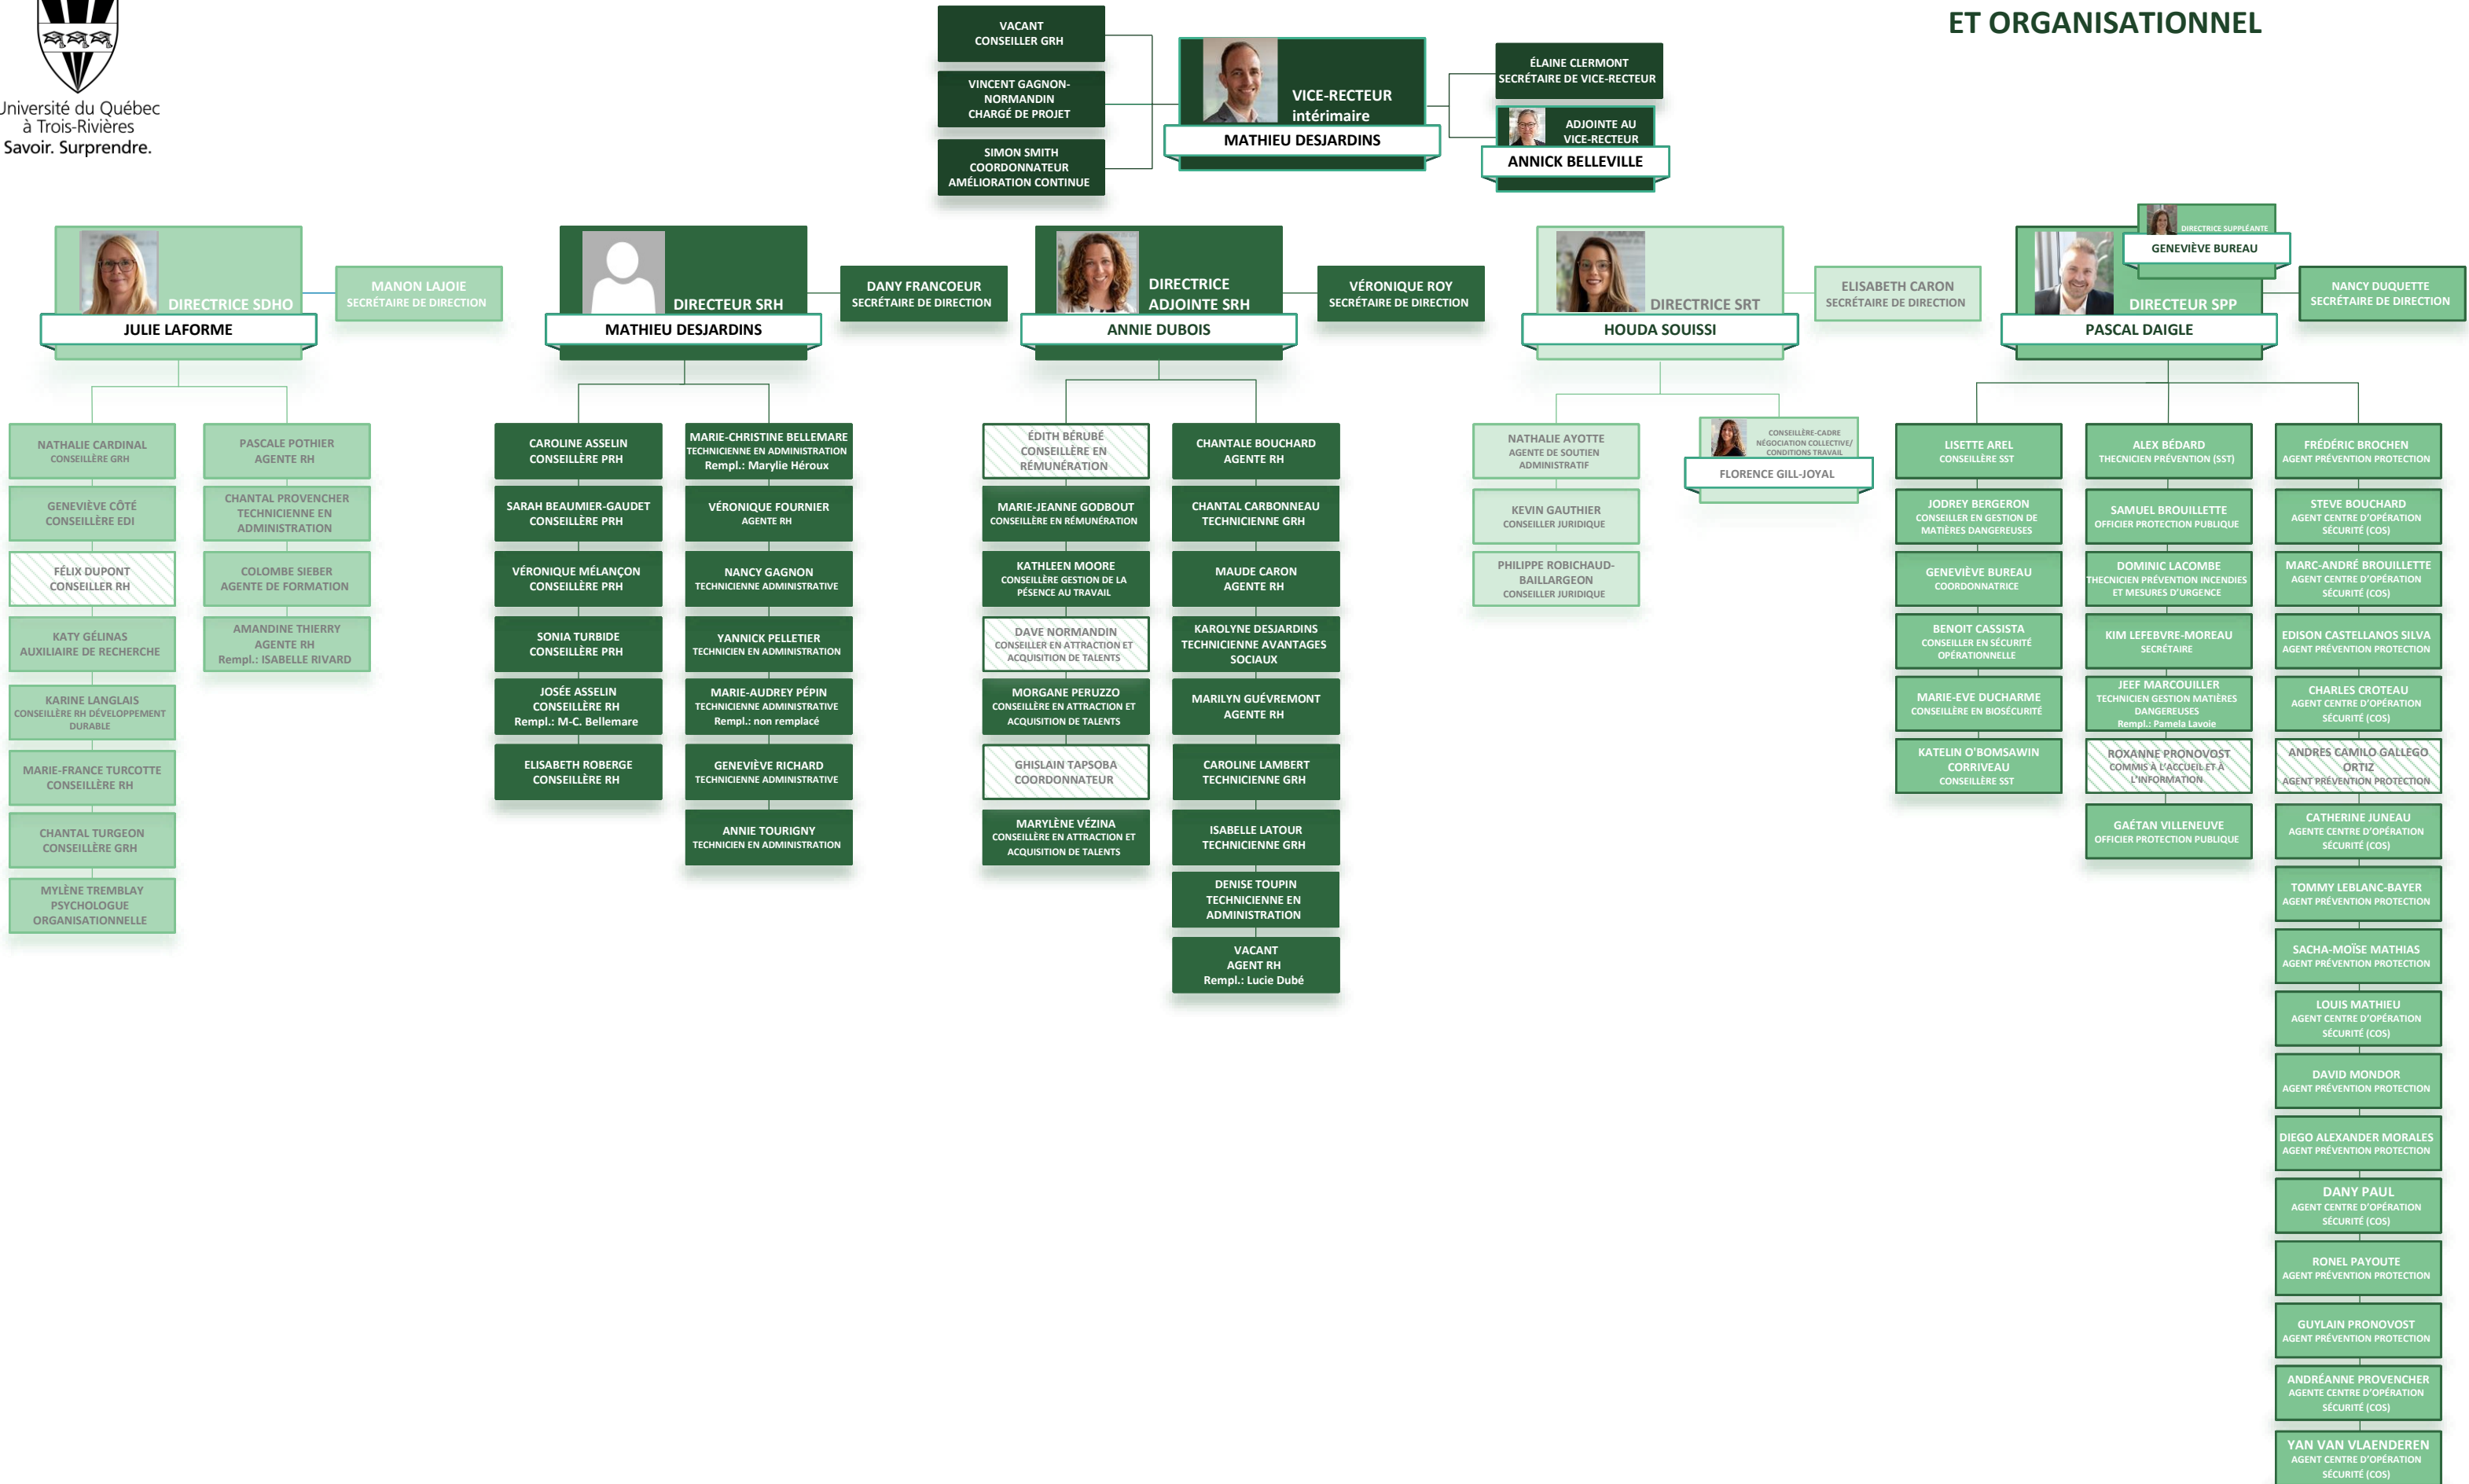 Université du Québec
à Trois-Rivières
Savoir. Surprendre.
ET ORGANISATIONNEL
VACANT
CONSEILLER GRH
VINCENT GAGNON-
NORMANDIN
CHARGÉ DE PROJET
SIMON SMITH
COORDONNATEUR
AMÉLIORATION CONTINUE
VICE-RECTEUR
intérimaire
MATHIEU DESJARDINS
ÉLAINE CLERMONT
SECRÉTAIRE DE VICE-RECTEUR
ADJOINTE AU
VICE-RECTEUR
ANNICK BELLEVILLE
DIRECTRICE SDHO
JULIE LAFORME
MANON LAJOIE
SECRÉTAIRE DE DIRECTION
DIRECTEUR SRH
MATHIEU DESJARDINS
DANY FRANCOEUR
SECRÉTAIRE DE DIRECTION
DIRECTRICE
ADJOINTE SRH
ANNIE DUBOIS
VÉRONIQUE ROY
SECRÉTAIRE DE DIRECTION
DIRECTRICE SRT
HOUDA SOUISSI
ELISABETH CARON
SECRÉTAIRE DE DIRECTION
DIRECTRICE SUPPLÉANTE
GENEVIÈVE BUREAU
DIRECTEUR SPP
PASCAL DAIGLE
NANCY DUQUETTE
SECRÉTAIRE DE DIRECTION
NATHALIE CARDINAL
CONSEILLÈRE GRH
GENEVIÈVE CÔTÉ
CONSEILLÈRE EDI
FÉLIX DUPONT
CONSEILLER RH
KATY GÉLINAS
AUXILIAIRE DE RECHERCHE
KARINE LANGLAIS
CONSEILLÈRE RH DÉVELOPPEMENT
DURABLE
MARIE-FRANCE TURCOTTE
CONSEILLÈRE RH
CHANTAL TURGEON
CONSEILLÈRE GRH
MYLÈNE TREMBLAY
PSYCHOLOGUE
ORGANISATIONNELLE
PASCALE POTHIER
AGENTE RH
CHANTAL PROVENCHER
TECHNICIENNE EN
ADMINISTRATION
COLOMBE SIEBER
AGENTE DE FORMATION
AMANDINE THIERRY
AGENTE RH
Rempl.: ISABELLE RIVARD
CAROLINE ASSELIN
CONSEILLÈRE PRH
SARAH BEAUMIER-GAUDET
CONSEILLÈRE PRH
VÉRONIQUE MÉLANÇON
CONSEILLÈRE PRH
SONIA TURBIDE
CONSEILLÈRE PRH
JOSÉE ASSELIN
CONSEILLÈRE RH
Rempl.: M-C. Bellemare
ELISABETH ROBERGE
CONSEILLÈRE RH
MARIE-CHRISTINE BELLEMARE
TECHNICIENNE EN ADMINISTRATION
Rempl.: Marylie Héroux
VÉRONIQUE FOURNIER
AGENTE RH
NANCY GAGNON
TECHNICIENNE ADMINISTRATIVE
YANNICK PELLETIER
TECHNICIEN EN ADMINISTRATION
MARIE-AUDREY PÉPIN
TECHNICIENNE ADMINISTRATIVE
Rempl.: non remplacé
GENEVIÈVE RICHARD
TECHNICIENNE ADMINISTRATIVE
ANNIE TOURIGNY
TECHNICIEN EN ADMINISTRATION
ÉDITH BÉRUBÉ
CONSEILLÈRE EN
RÉMUNÉRATION
MARIE-JEANNE GODBOUT
CONSEILLÈRE EN RÉMUNÉRATION
KATHLEEN MOORE
CONSEILLÈRE GESTION DE LA
PÉSENCE AU TRAVAIL
DAVE NORMANDIN
CONSEILLER EN ATTRACTION ET
ACQUISITION DE TALENTS
MORGANE PERUZZO
CONSEILLÈRE EN ATTRACTION ET
ACQUISITION DE TALENTS
GHISLAIN TAPSOBA
COORDONNATEUR
MARYLÈNE VÉZINA
CONSEILLÈRE EN ATTRACTION ET
ACQUISITION DE TALENTS
CHANTALE BOUCHARD
AGENTE RH
CHANTAL CARBONNEAU
TECHNICIENNE GRH
MAUDE CARON
AGENTE RH
KAROLYNE DESJARDINS
TECHNICIENNE AVANTAGES
SOCIAUX
MARILYN GUÉVREMONT
AGENTE RH
CAROLINE LAMBERT
TECHNICIENNE GRH
ISABELLE LATOUR
TECHNICIENNE GRH
DENISE TOUPIN
TECHNICIENNE EN
ADMINISTRATION
VACANT
AGENT RH
Rempl.: Lucie Dubé
NATHALIE AYOTTE
AGENTE DE SOUTIEN
ADMINISTRATIF
KEVIN GAUTHIER
CONSEILLER JURIDIQUE
PHILIPPE ROBICHAUD-
BAILLARGEON
CONSEILLER JURIDIQUE
CONSEILLÈRE-CADRE
NÉGOCIATION COLLECTIVE/
CONDITIONS TRAVAIL
FLORENCE GILL-JOYAL
LISETTE AREL
CONSEILLÈRE SST
JODREY BERGERON
CONSEILLER EN GESTION DE
MATIÈRES DANGEREUSES
GENEVIÈVE BUREAU
COORDONNATRICE
BENOIT CASSISTA
CONSEILLER EN SÉCURITÉ
OPÉRATIONNELLE
MARIE-EVE DUCHARME
CONSEILLÈRE EN BIOSÉCURITÉ
KATELIN O'BOMSAWIN
CORRIVEAU
CONSEILLÈRE SST
ALEX BÉDARD
THECNICIEN PRÉVENTION (SST)
SAMUEL BROUILLETTE
OFFICIER PROTECTION PUBLIQUE
DOMINIC LACOMBE
THECNICIEN PRÉVENTION INCENDIES
ET MESURES D'URGENCE
KIM LEFEBVRE-MOREAU
SECRÉTAIRE
JEEF MARCOUILLER
TECHNICIEN GESTION MATIÈRES
DANGEREUSES
Rempl.: Pamela Lavoie
ROXANNE PRONOVOST
COMMIS À L'ACCUEIL ET À
L'INFORMATION
GAÉTAN VILLENEUVE
OFFICIER PROTECTION PUBLIQUE
FRÉDÉRIC BROCHEN
AGENT PRÉVENTION PROTECTION
STEVE BOUCHARD
AGENT CENTRE D'OPÉRATION
SÉCURITÉ (COS)
MARC-ANDRÉ BROUILLETTE
AGENT CENTRE D'OPÉRATION
SÉCURITÉ (COS)
EDISON CASTELLANOS SILVA
AGENT PRÉVENTION PROTECTION
CHARLES CROTEAU
AGENT CENTRE D'OPÉRATION
SÉCURITÉ (COS)
ANDRES CAMILO GALLEGO
ORTIZ
AGENT PRÉVENTION PROTECTION
CATHERINE JUNEAU
AGENTE CENTRE D'OPÉRATION
SÉCURITÉ (COS)
TOMMY LEBLANC-BAYER
AGENT PRÉVENTION PROTECTION
SACHA-MOÏSE MATHIAS
AGENT PRÉVENTION PROTECTION
LOUIS MATHIEU
AGENT CENTRE D'OPÉRATION
SÉCURITÉ (COS)
DAVID MONDOR
AGENT PRÉVENTION PROTECTION
DIEGO ALEXANDER MORALES
AGENT PRÉVENTION PROTECTION
DANY PAUL
AGENT CENTRE D'OPÉRATION
SÉCURITÉ (COS)
RONEL PAYOUTE
AGENT PRÉVENTION PROTECTION
GUYLAIN PRONOVOST
AGENT PRÉVENTION PROTECTION
ANDRÉANNE PROVENCHER
AGENTE CENTRE D'OPÉRATION
SÉCURITÉ (COS)
YAN VAN VLAENDEREN
AGENT CENTRE D'OPÉRATION
SÉCURITÉ (COS)